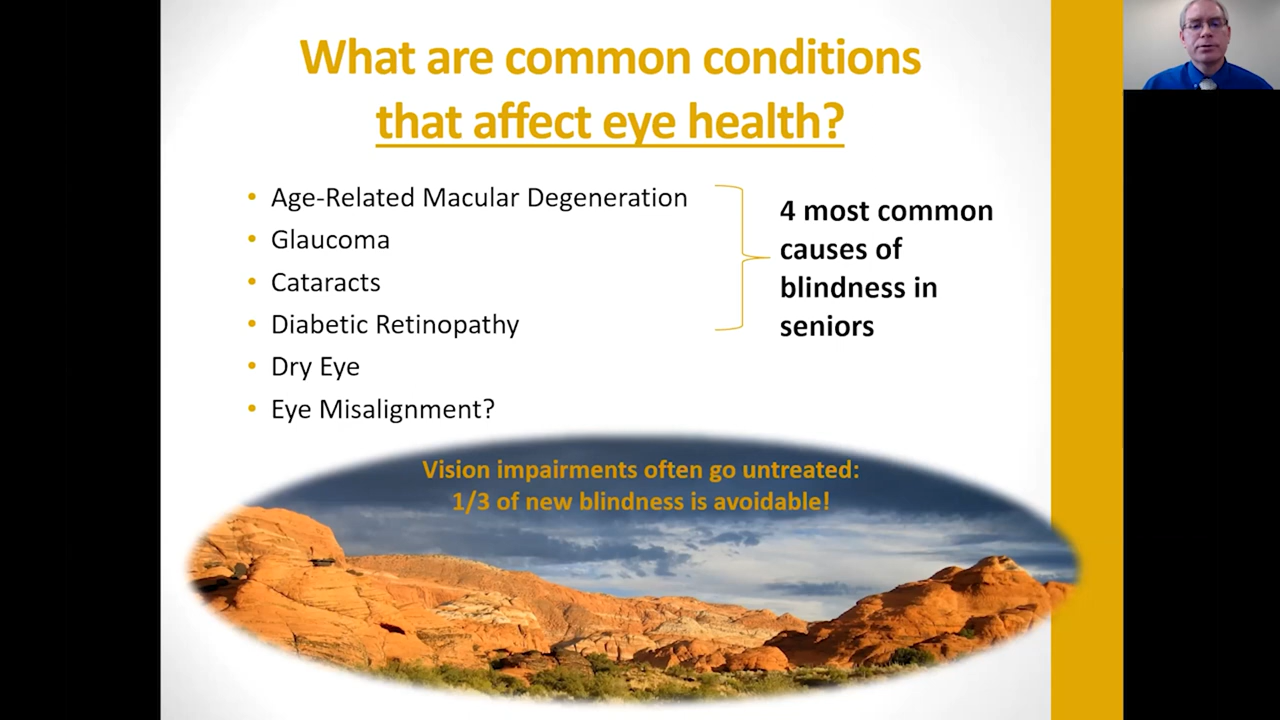 What are common conditions
that affect eye health?
• Age-Related Macular Degeneration
• Glaucoma
• Cataracts
• Diabetic Retinopathy
• Dry Eye
• Eye Misalignment?
4 most common
causes of
blindness in
seniors
Vision impairments often go untreated:
1/3 of new blindness is avoidable!